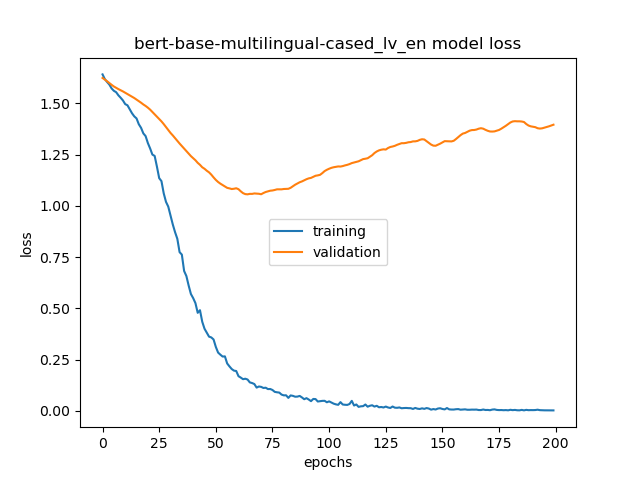 bert-base-multilingual-cased_lv_en model loss
loss
1.50
1.25
1.00
0.75
0.50
0.25
0.00
training
validation
0 25 50 75 100 125 150 175 200
epochs